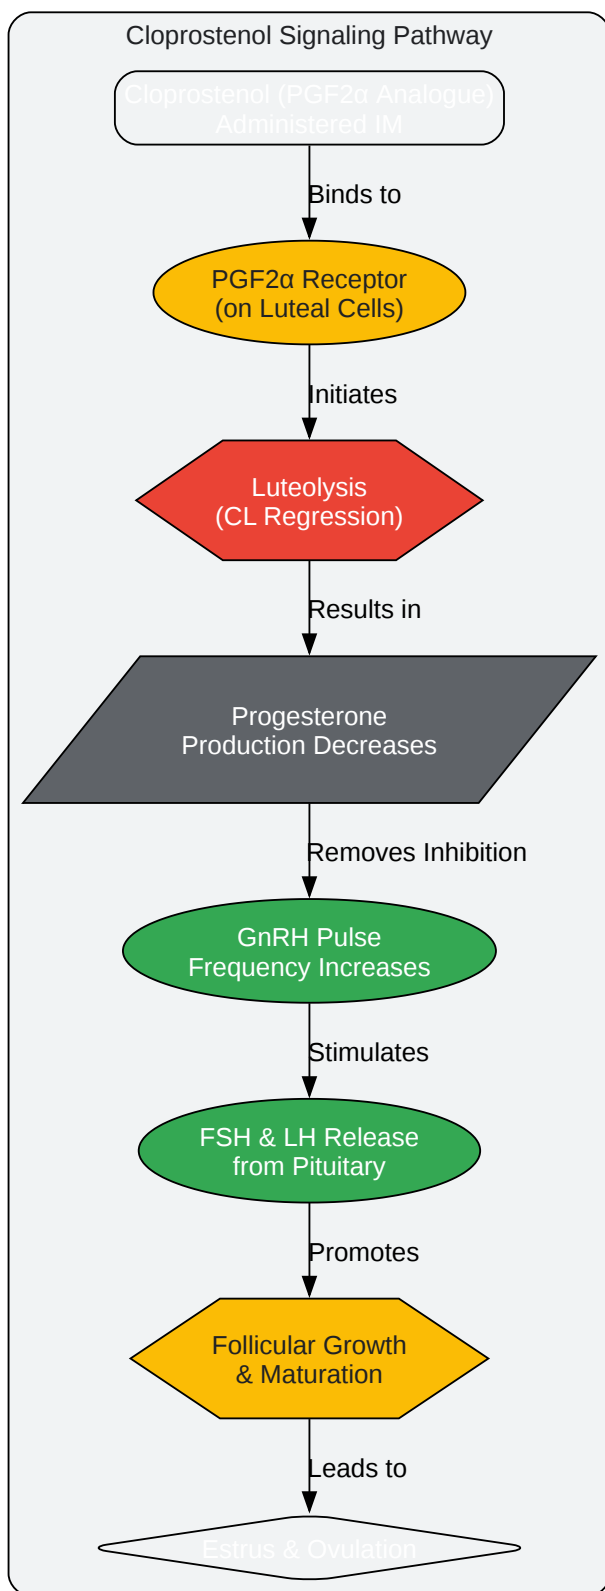 Cloprostenol Signaling Pathway
Cloprostenol (PGF2α Analogue)
Administered IM
Binds to
PGF2α Receptor
(on Luteal Cells)
Initiates
Luteolysis
(CL Regression)
Results in
Progesterone
Production Decreases
Removes Inhibition
GnRH Pulse
Frequency Increases
Stimulates
FSH & LH Release
from Pituitary
Promotes
Follicular Growth
& Maturation
Leads to
Estrus & Ovulation